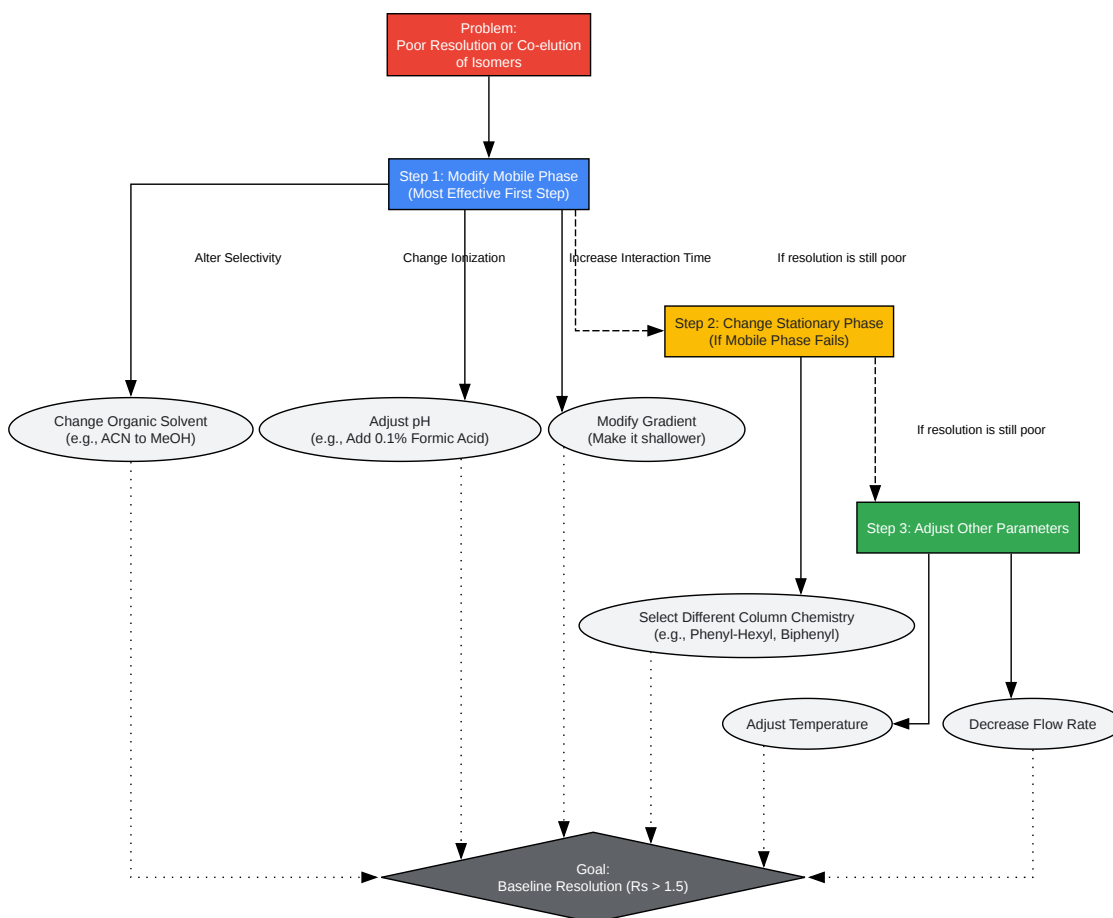 Problem:
Poor Resolution or Co-elution
of Isomers
Step 1: Modify Mobile Phase
(Most Effective First Step)
Alter Selectivity
Change Ionization
Increase Interaction Time
If resolution is still poor
Step 2: Change Stationary Phase
(If Mobile Phase Fails)
Change Organic Solvent
(e.g., ACN to MeOH)
Adjust pH
(e.g., Add 0.1% Formic Acid)
Modify Gradient
(Make it shallower)
If resolution is still poor
Step 3: Adjust Other Parameters
Select Different Column Chemistry
(e.g., Phenyl-Hexyl, Biphenyl)
Adjust Temperature
Decrease Flow Rate
Goal:
Baseline Resolution (Rs > 1.5)